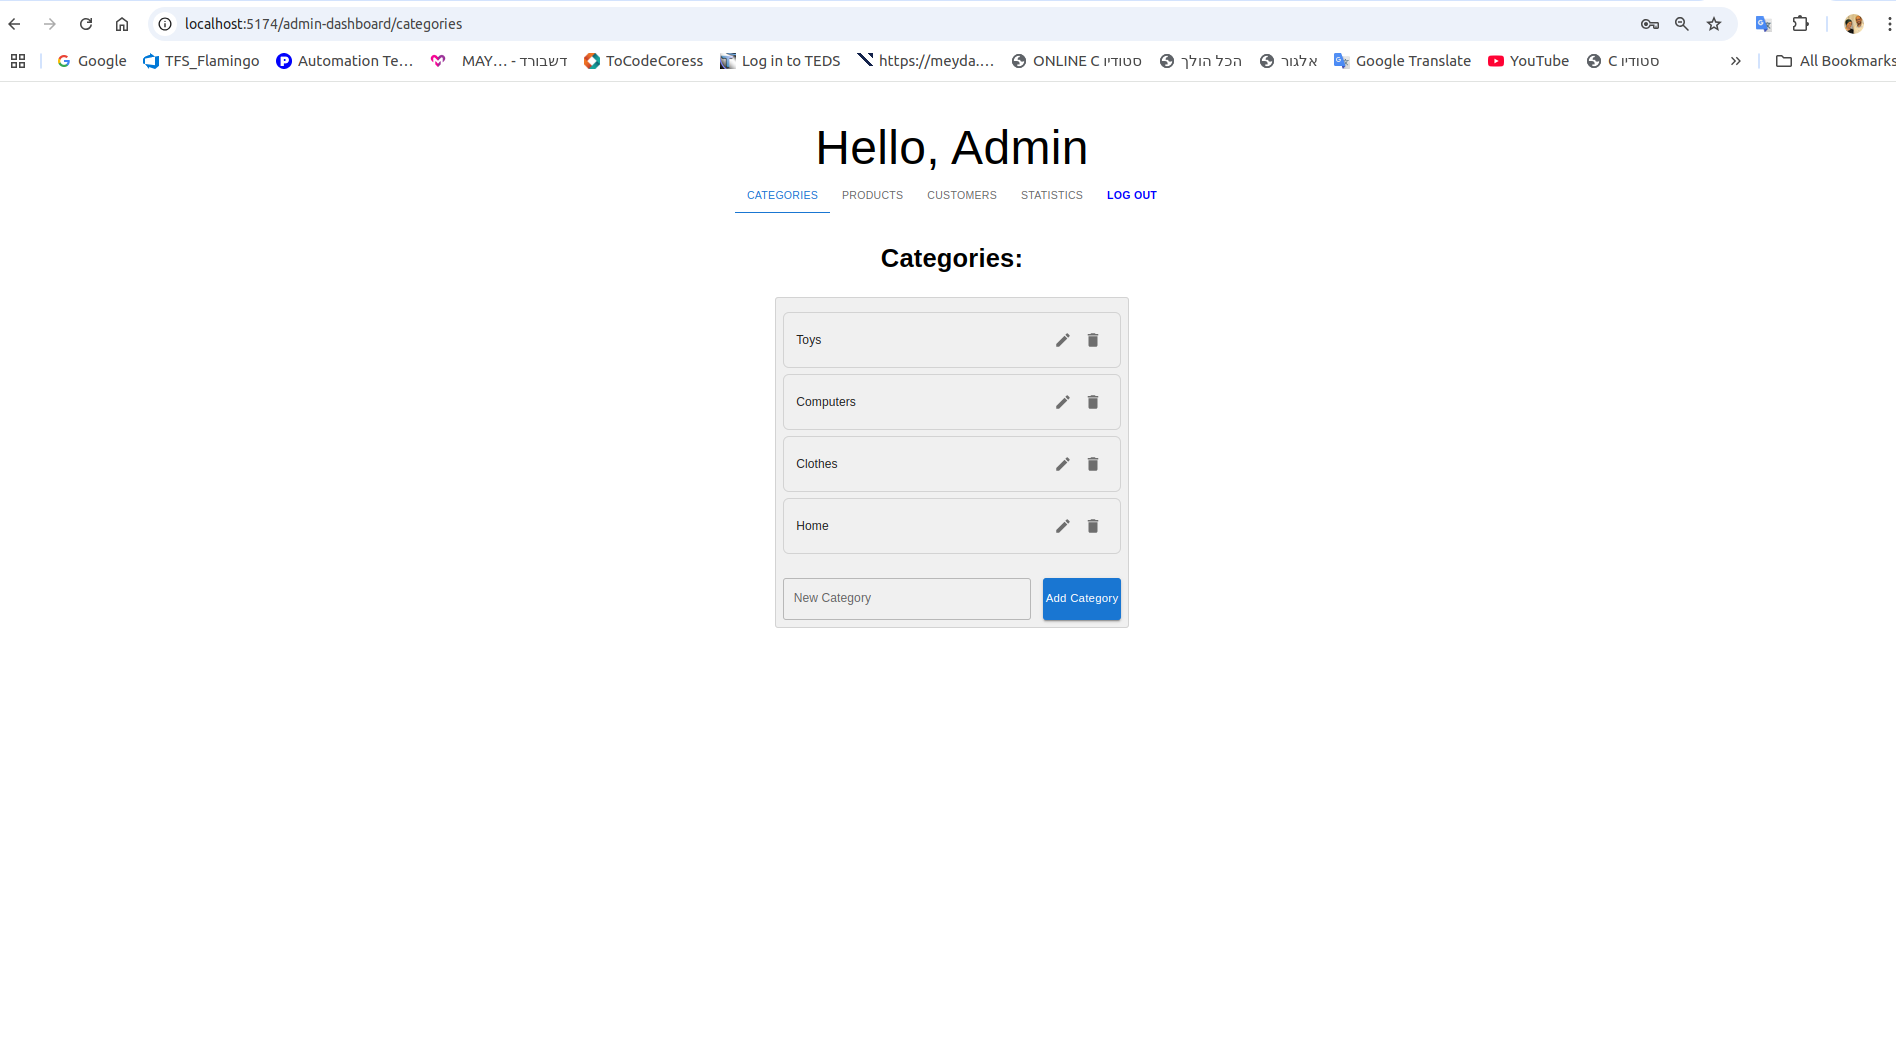 localhost:5174/admin-dashboard/categories
Google TFS_Flamingo Automation Te... MAY... - דשבורד ToCodeCoress Log in to TEDS https://meyda.... ONLINE C סטודיו הכל הולך אלגור Google Translate YouTube C סטודיו » All Bookmarks
Hello, Admin
CATEGORIES PRODUCTS CUSTOMERS STATISTICS LOG OUT
Categories:
Toys
Computers
Clothes
Home
New Category Add Category